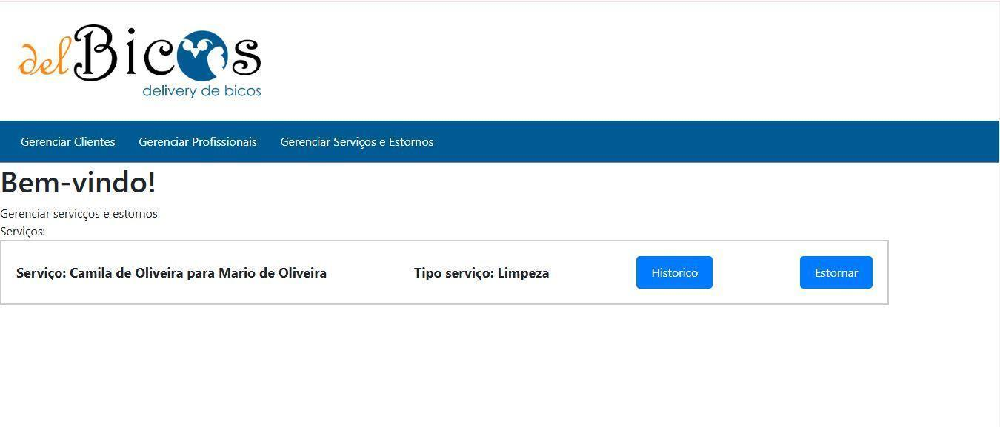 delBicos
delivery de bicos
Gerenciar Clientes Gerenciar Profissionais Gerenciar Serviços e Estornos
Bem-vindo!
Gerenciar servicços e estornos
Serviços:
Serviço: Camila de Oliveira para Mario de Oliveira Tipo serviço: Limpeza Historico Estornar